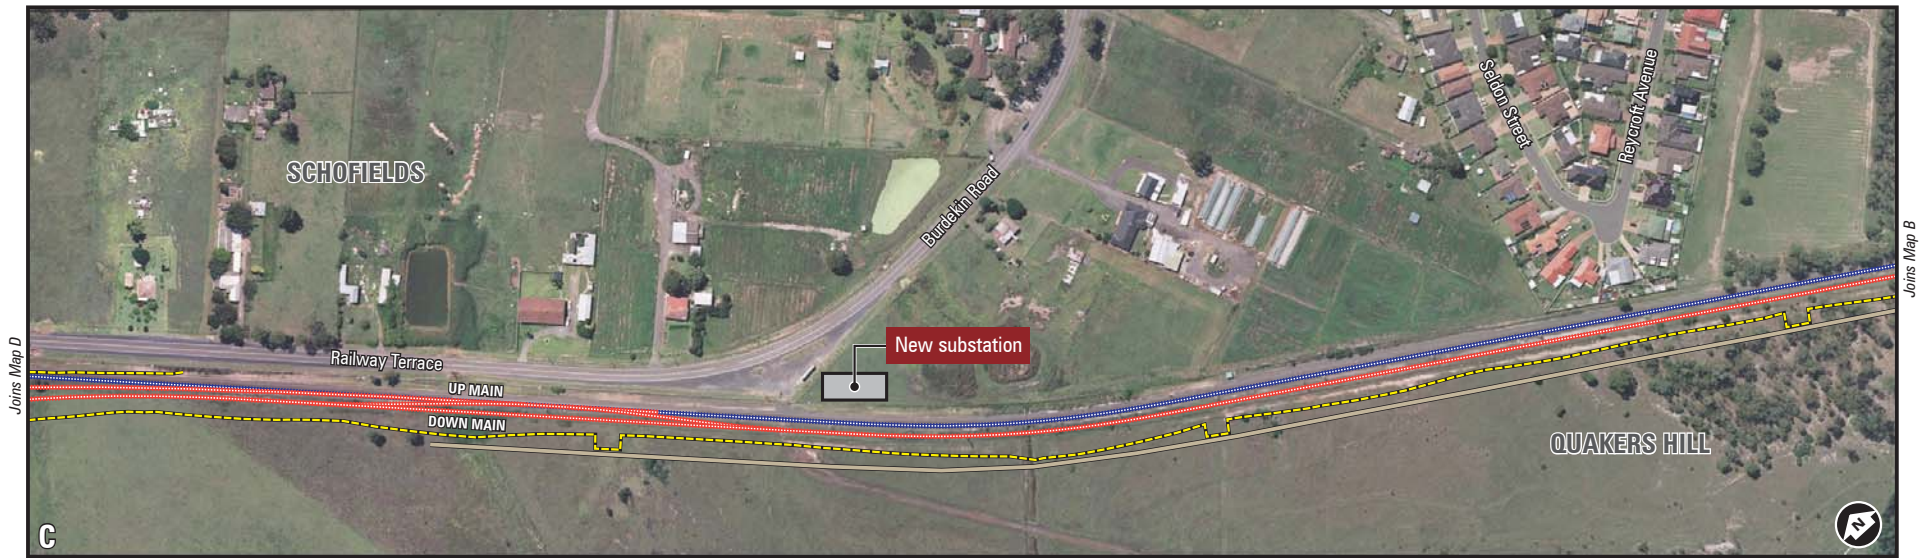 SCHOFIELDS
Burdekin Road
Seldon Street
Reycroft Avenue
Joins Map B
Joins Map D
Railway Terrace
New substation
UP MAIN
DOWN MAIN
QUAKERS HILL
C
N